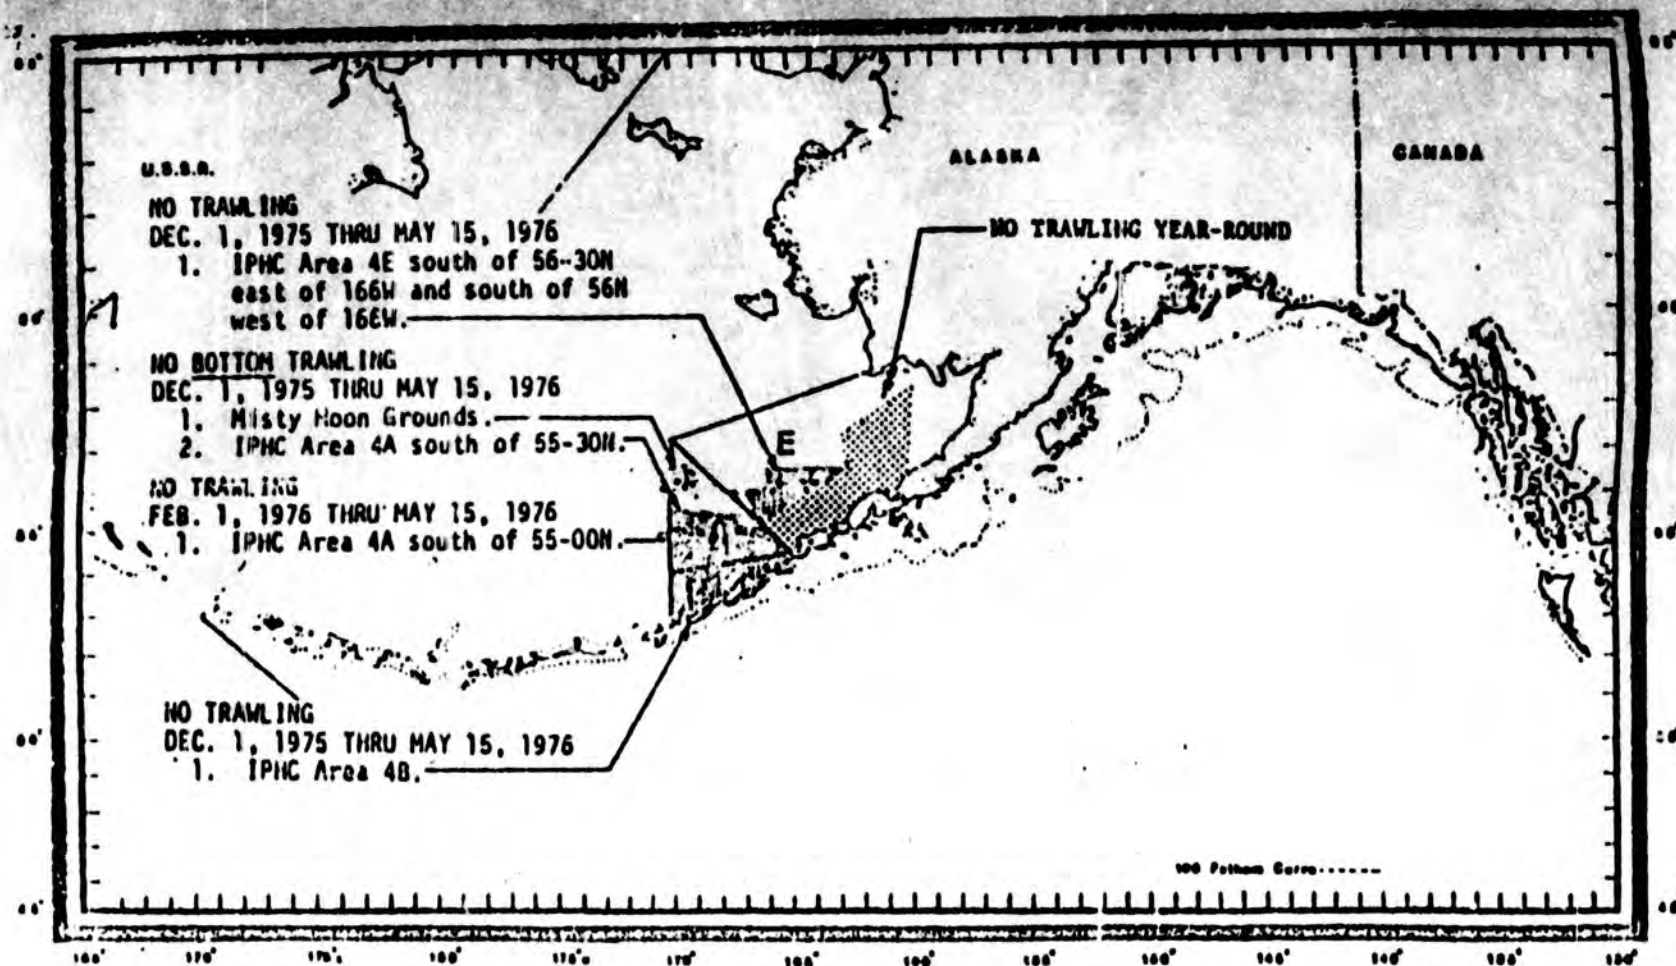 U.S.S.R.
ALASKA
CANADA
NO TRAWLING
DEC. 1, 1975 THRU MAY 15, 1976
1. IPHC Area 4E south of 56-30N
east of 166W and south of 56N
west of 166W.
NO TRAWLING YEAR-ROUND
NO BOTTOM TRAWLING
DEC. 1, 1975 THRU MAY 15, 1976
1. Misty Moon Grounds.
2. IPHC Area 4A south of 55-30N.
E
NO TRAWLING
FEB. 1, 1976 THRU MAY 15, 1976
1. IPHC Area 4A south of 55-00N.
NO TRAWLING
DEC. 1, 1975 THRU MAY 15, 1976
1. IPHC Area 4B.
100 Fathom Curve